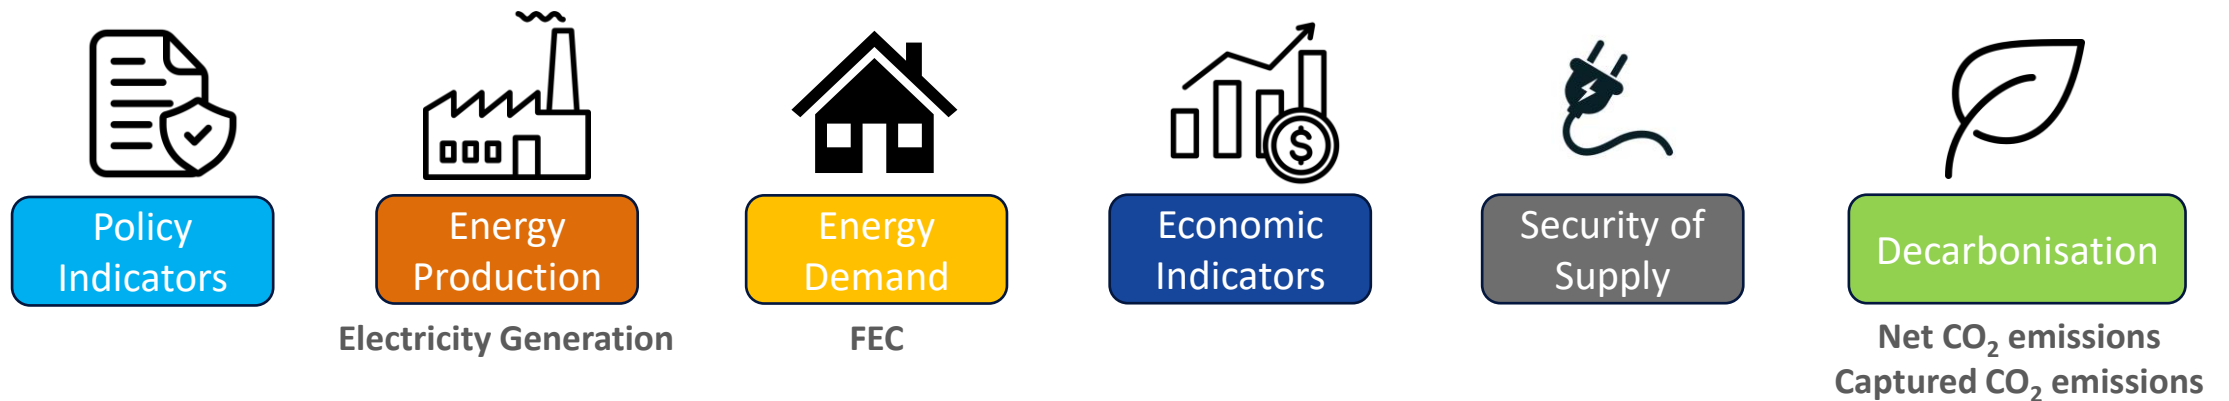 $
Policy
Indicators
Energy
Production
Energy
Demand
Economic
Indicators
Security of
Supply
Decarbonisation
Electricity Generation
FEC
Net CO₂ emissions
Captured CO₂ emissions